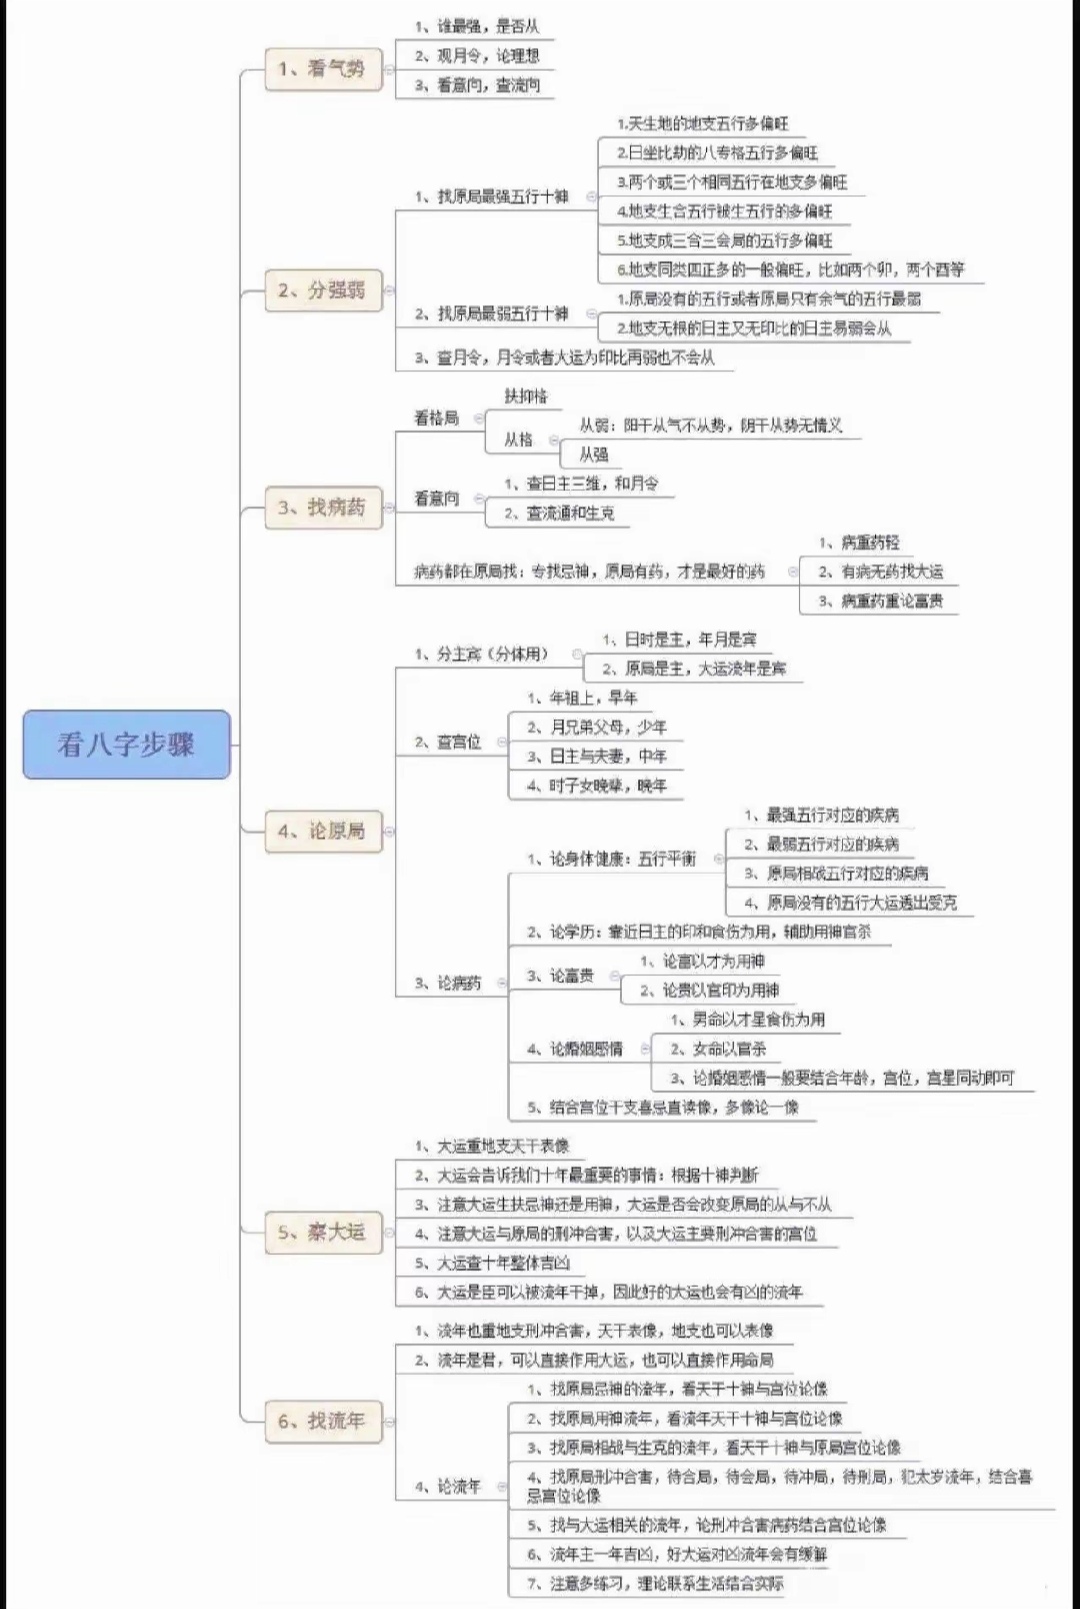 看八字步骤
1、看气势
1、谁最强，是否从
2、观月令，论理想
3、看意向，查流向
2、分强弱
1、找原局最强五行十神
1.天生地的地支五行多偏旺
2.日坐比劫的八专格五行多偏旺
3.两个或三个相同五行在地支多偏旺
4.地支生合五行被生五行的多偏旺
5.地支成三合三会局的五行多偏旺
6.地支同类四正多的一般偏旺，比如两个卯，两个酉等
2、找原局最弱五行十神
1.原局没有的五行或者原局只有余气的五行最弱
2.地支无根的日主又无印比的日主易弱会从
3、查月令，月令或者大运为印比再弱也不会从
3、找病药
看格局
扶抑格
从格
从弱：阳干从气不从势，阴干从势无情义
从强
看意向
1、查日主三维，和月令
2、查流通和生克
病药都在原局找：专找忌神，原局有药，才是最好的药
1、病重药轻
2、有病无药找大运
3、病重药重论富贵
4、论原局
1、分主宾（分体用）
1、日时是主，年月是宾
2、原局是主，大运流年是宾
2、查宫位
1、年祖上，早年
2、月兄弟父母，少年
3、日主与夫妻，中年
4、时子女晚辈，晚年
3、论病药
1、论身体健康：五行平衡
1、最强五行对应的疾病
2、最弱五行对应的疾病
3、原局相战五行对应的疾病
4、原局没有的五行大运透出受克
2、论学历：靠近日主的印和食伤为用，辅助用神官杀
3、论富贵
1、论富以才为用神
2、论贵以官印为用神
4、论婚姻感情
1、男命以才星食伤为用
2、女命以官杀
3、论婚姻感情一般要结合年龄，宫位，宫星同动即可
5、结合宫位干支喜忌直读像，多像论一像
5、察大运
1、大运重地支天干表像
2、大运会告诉我们十年最重要的事情：根据十神判断
3、注意大运生扶忌神还是用神，大运是否会改变原局的从与不从
4、注意大运与原局的刑冲合害，以及大运主要刑冲合害的宫位
5、大运查十年整体吉凶
6、大运是臣可以被流年干掉，因此好的大运也会有凶的流年
6、找流年
1、流年也重地支刑冲合害，天干表像，地支也可以表像
2、流年是君，可以直接作用大运，也可以直接作用命局
4、论流年
1、找原局忌神的流年，看天干十神与宫位论像
2、找原局用神流年，看流年天干十神与宫位论像
3、找原局相战与生克的流年，看天干十神与原局宫位论像
4、找原局刑冲合害，待合局，待会局，待冲局，待刑局，犯太岁流年，结合喜
忌宫位论像
5、找与大运相关的流年，论刑冲合害病药结合宫位论像
6、流年主一年吉凶，好大运对凶流年会有缓解
7、注意多练习，理论联系生活结合实际